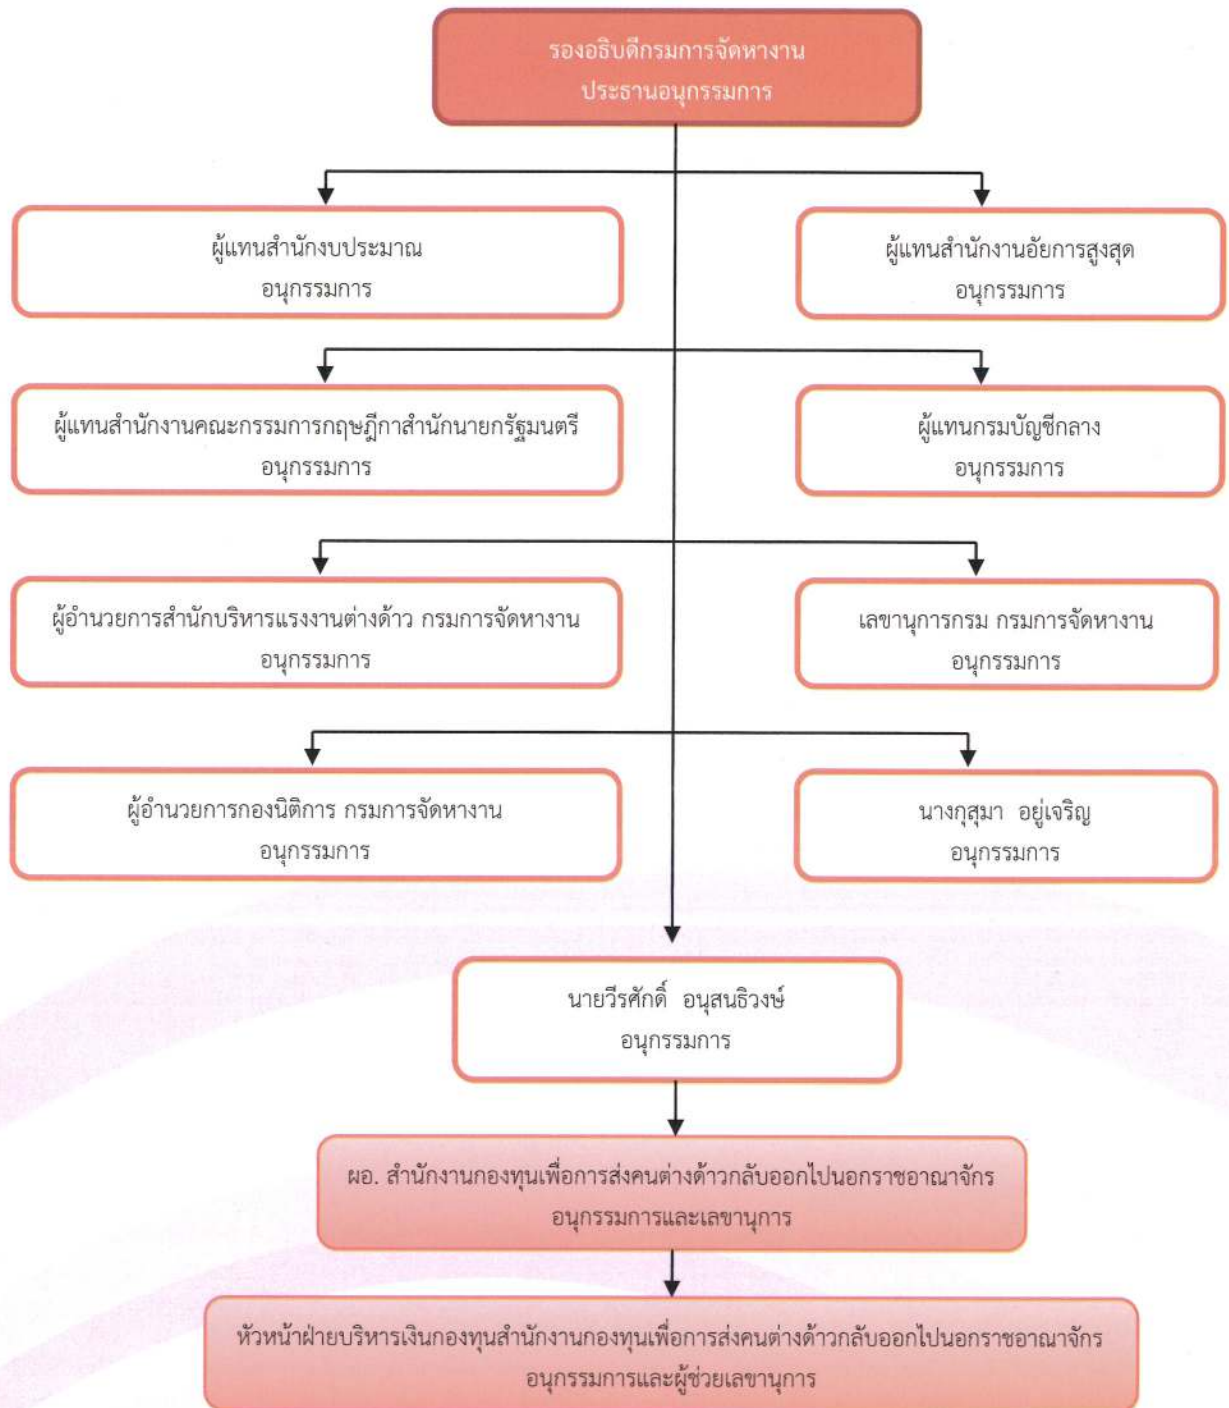 รองอธิบดีกรมการจัดหางาน
ประธานอนุกรรมการ
ผู้แทนสำนักงบประมาณ
อนุกรรมการ
ผู้แทนสำนักงานอัยการสูงสุด
อนุกรรมการ
ผู้แทนสำนักงานคณะกรรมการกฤษฎีกาสำนักนายกรัฐมนตรี
อนุกรรมการ
ผู้แทนกรมบัญชีกลาง
อนุกรรมการ
ผู้อำนวยการสำนักบริหารแรงงานต่างด้าว กรมการจัดหางาน
อนุกรรมการ
เลขานุการกรม กรมการจัดหางาน
อนุกรรมการ
ผู้อำนวยการกองนิติการ กรมการจัดหางาน
อนุกรรมการ
นางกุสุมา อยู่เจริญ
อนุกรรมการ
นายวีรศักดิ์ อนุสนธิวงษ์
อนุกรรมการ
ผอ. สำนักงานกองทุนเพื่อการส่งคนต่างด้าวกลับออกไปนอกราชอาณาจักร
อนุกรรมการและเลขานุการ
หัวหน้าฝ่ายบริหารเงินกองทุนสำนักงานกองทุนเพื่อการส่งคนต่างด้าวกลับออกไปนอกราชอาณาจักร
อนุกรรมการและผู้ช่วยเลขานุการ